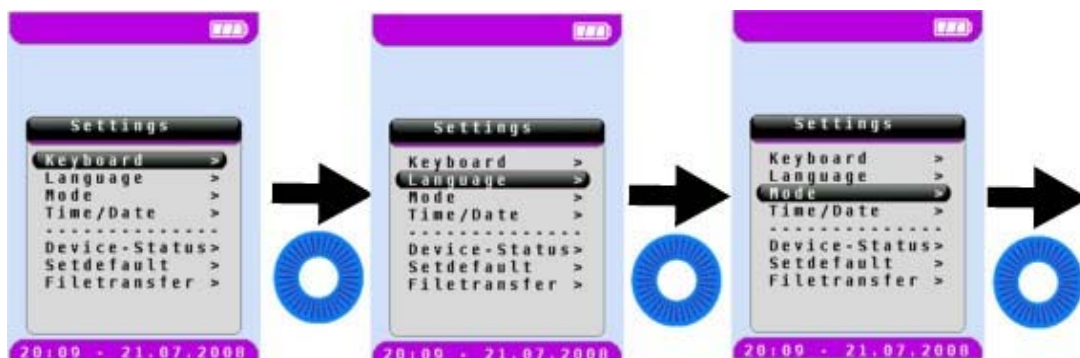 Settings
Keyboard >
Language >
Mode >
Time/Date >
---------------
Device-Status>
Setdefault >
Filetransfer >
20:09 - 21.07.2008
Settings
Keyboard >
Language >
Mode >
Time/Date >
---------------
Device-Status>
Setdefault >
Filetransfer >
20:09 - 21.07.2008
Settings
Keyboard >
Language >
Mode >
Time/Date >
---------------
Device-Status>
Setdefault >
Filetransfer >
20:09 - 21.07.2008